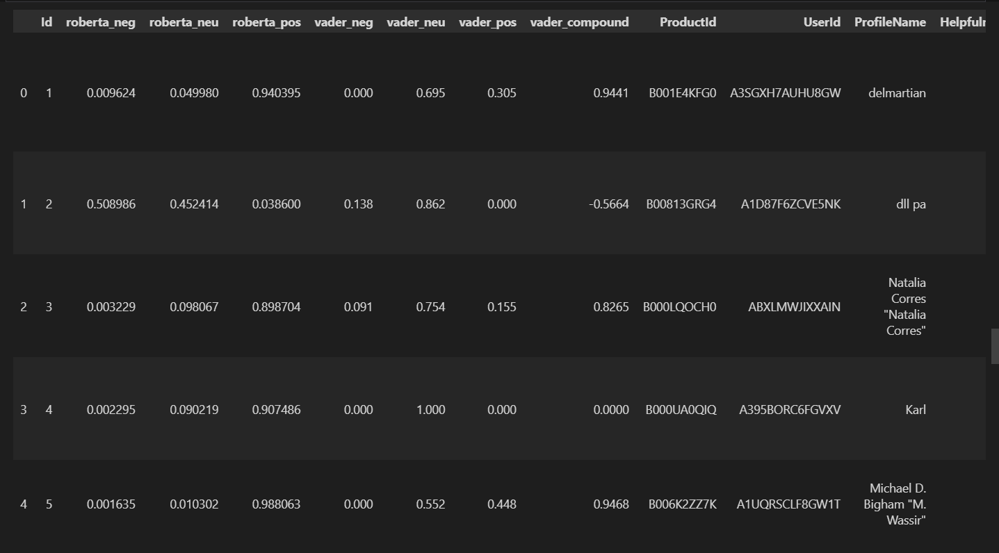 Id roberta_neg roberta_neu roberta_pos vader_neg vader_neu vader_pos vader_compound ProductId UserId ProfileName Helpfuln
0 1 0.009624 0.049980 0.940395 0.000 0.695 0.305 0.9441 B001E4KFG0 A3SGXH7AUHU8GW delmartian
1 2 0.508986 0.452414 0.038600 0.138 0.862 0.000 -0.5664 B00813GRG4 A1D87F6ZCVE5NK dll pa
2 3 0.003229 0.098067 0.898704 0.091 0.754 0.155 0.8265 B000LQOCH0 ABXLMWJIXXAIN Natalia
Corres
"Natalia
Corres"
3 4 0.002295 0.090219 0.907486 0.000 1.000 0.000 0.0000 B000UA0QIQ A395BORC6FGVXV Karl
4 5 0.001635 0.010302 0.988063 0.000 0.552 0.448 0.9468 B006K2ZZ7K A1UQRSCLF8GW1T Michael D.
Bigham "M.
Wassir"